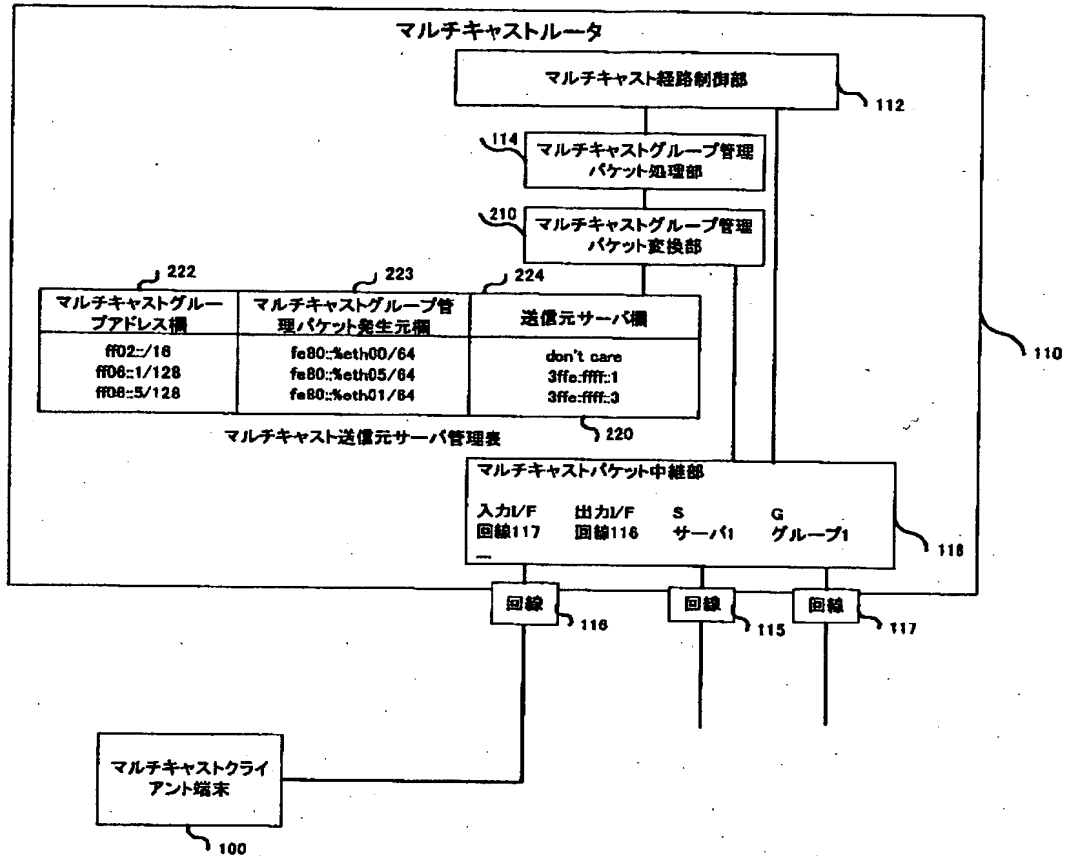 マルチキャストルータ
マルチキャスト経路制御部
112
114
マルチキャストグループ管理
パケット処理部
210
マルチキャストグループ管理
パケット変換部
222
223
224
マルチキャストグルー
プアドレス欄
マルチキャストグループ管
理パケット発生元欄
送信元サーバ欄
ff02::/16
fe80::%eth00/64
don't care
ff06::1/128
fe80::%eth05/64
3ffe:ffff::1
ff06::5/128
fe80::%eth01/64
3ffe:ffff::3
110
マルチキャスト送信元サーバ管理表
220
マルチキャストパケット中継部
入力I/F 出力I/F S G
回線117 回線116 サーバ1 グループ1
118
回線
116
回線
115
回線
117
マルチキャストクライ
アント端末
100